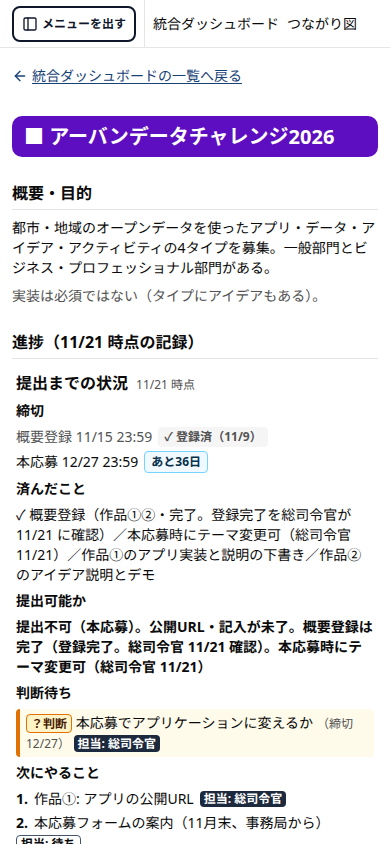 メニューを出す
統合ダッシュボード つながり図
← 統合ダッシュボードの一覧へ戻る
■ アーバンデータチャレンジ2026
概要・目的
都市・地域のオープンデータを使ったアプリ・データ・ア
イデア・アクティビティの4タイプを募集。一般部門とビ
ジネス・プロフェッショナル部門がある。
実装は必須ではない（タイプにアイデアもある）。
進捗（11/21 時点の記録）
提出までの状況 11/21 時点
締切
概要登録 11/15 23:59 ✓ 登録済（11/9）
本応募 12/27 23:59 あと36日
済んだこと
✓ 概要登録（作品①②・完了。登録完了を総司令官が
11/21 に確認）／本応募時にテーマ変更可（総司令官
11/21）／作品①のアプリ実装と説明の下書き／作品②
のアイデア説明とデモ
提出可能か
提出不可（本応募）。公開URL・記入が未了。概要登録は
完了（登録完了。総司令官 11/21 確認）。本応募時にテ
ーマ変更可（総司令官 11/21）
判断待ち
？判断 本応募でアプリケーションに変えるか （締切
12/27） 担当: 総司令官
次にやること
1. 作品①: アプリの公開URL 担当: 総司令官
2. 本応募フォームの案内（11月末、事務局から）
担当: 待ち